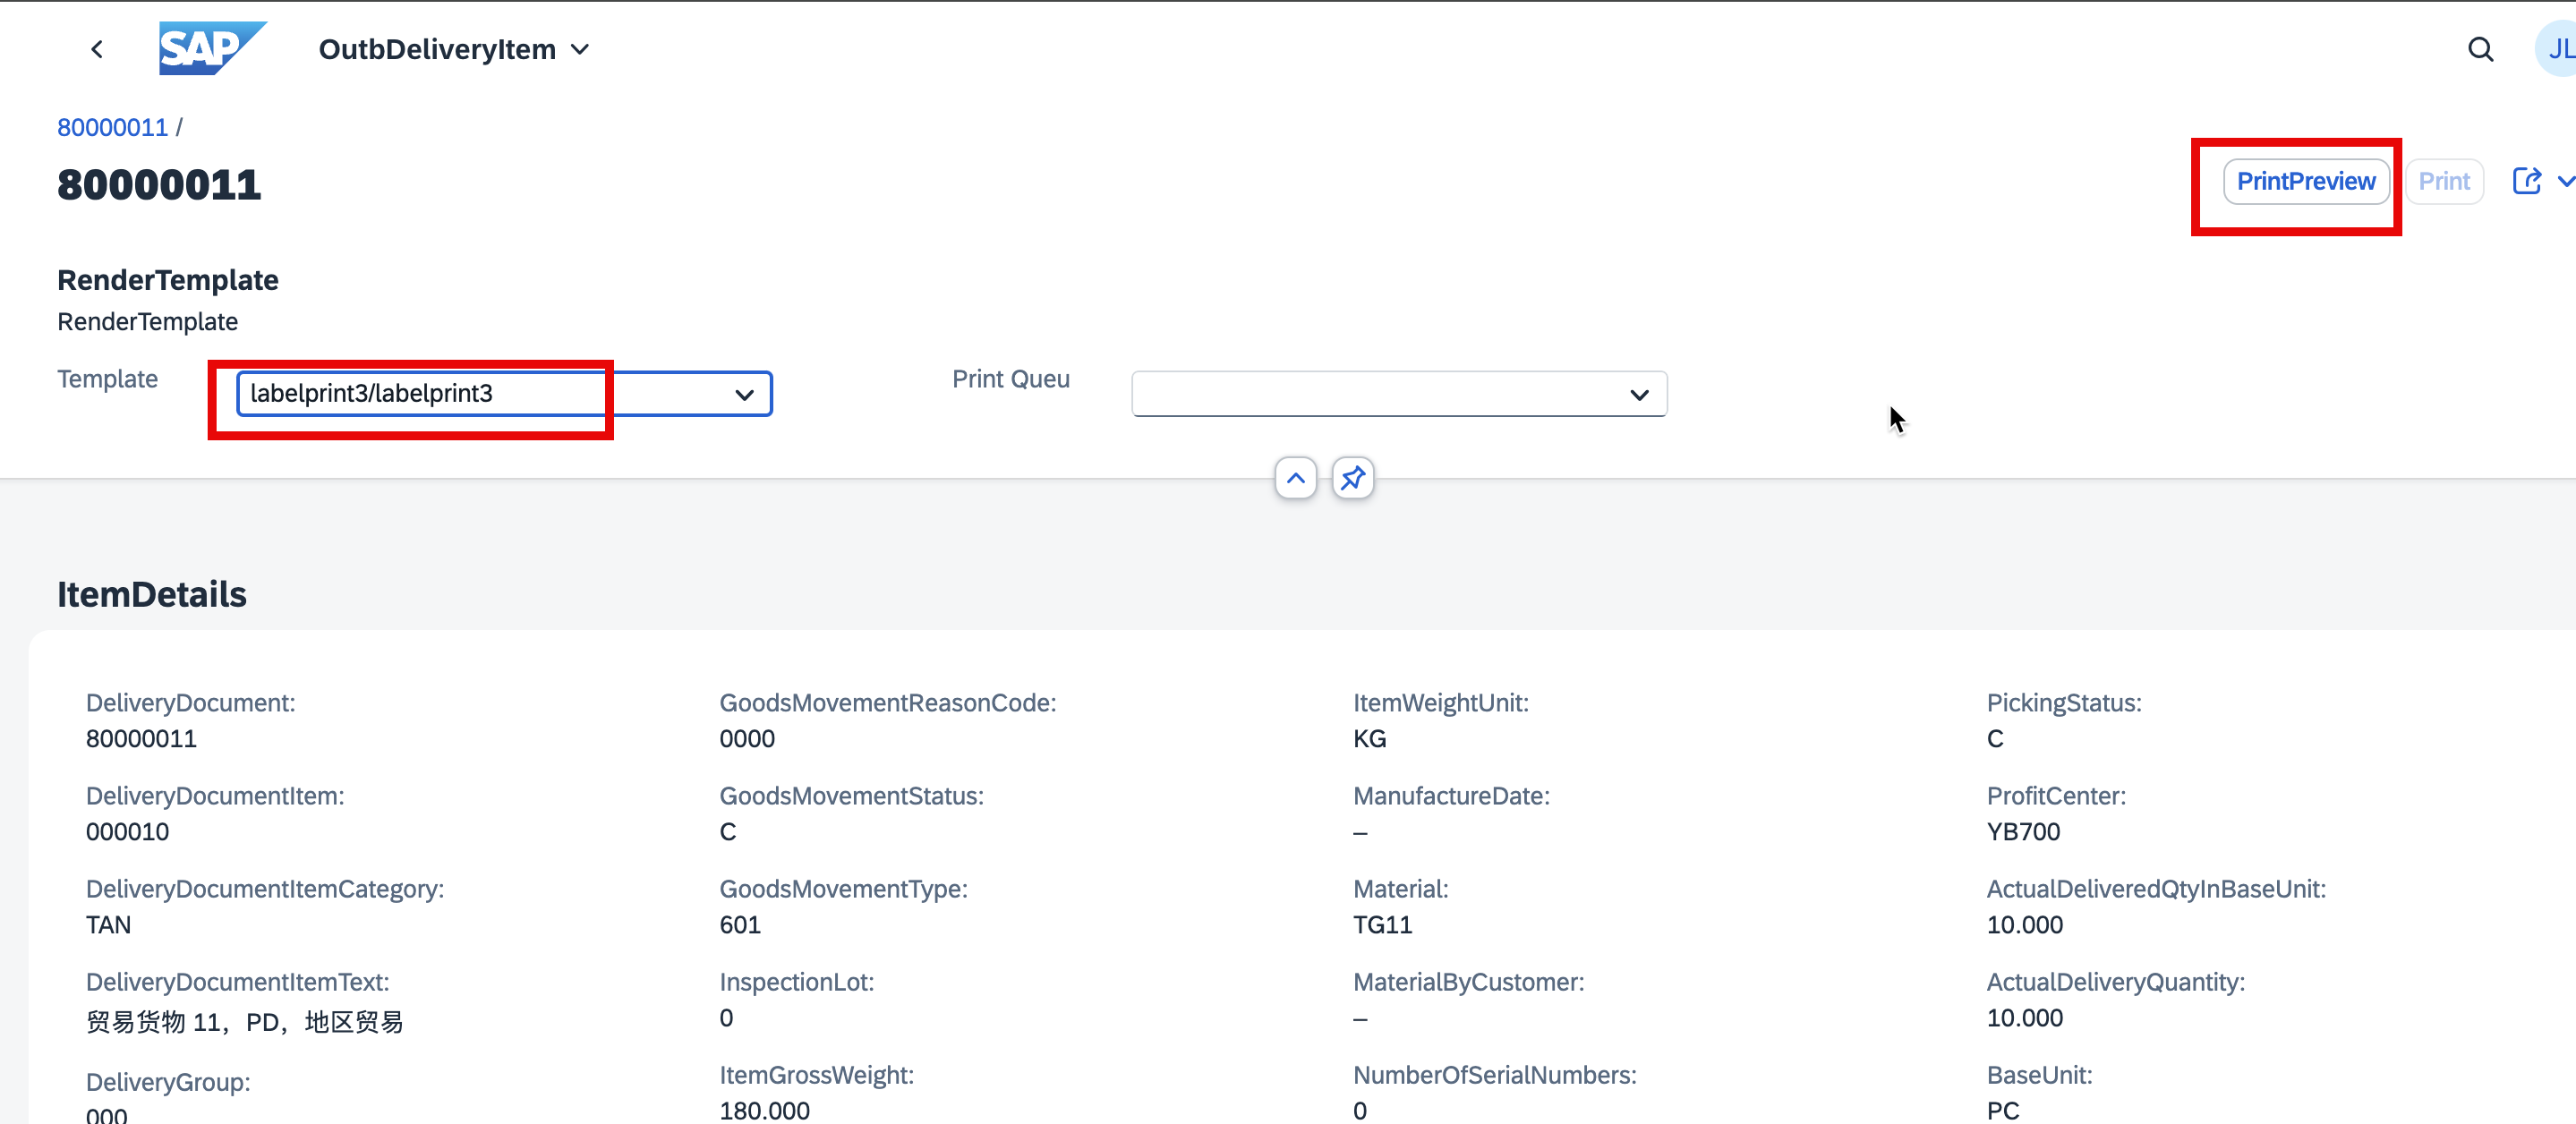 SAP OutbDeliveryItem
JL
80000011 /
80000011
PrintPreview Print
RenderTemplate
RenderTemplate
Template labelprint3/labelprint3 Print Queu
ItemDetails
DeliveryDocument: GoodsMovementReasonCode: ItemWeightUnit: PickingStatus:
80000011 0000 KG C
DeliveryDocumentItem: GoodsMovementStatus: ManufactureDate: ProfitCenter:
000010 C – YB700
DeliveryDocumentItemCategory: GoodsMovementType: Material: ActualDeliveredQtyInBaseUnit:
TAN 601 TG11 10.000
DeliveryDocumentItemText: InspectionLot: MaterialByCustomer: ActualDeliveryQuantity:
贸易货物 11，PD，地区贸易 0 – 10.000
DeliveryGroup: ItemGrossWeight: NumberOfSerialNumbers: BaseUnit:
000 180.000 0 PC